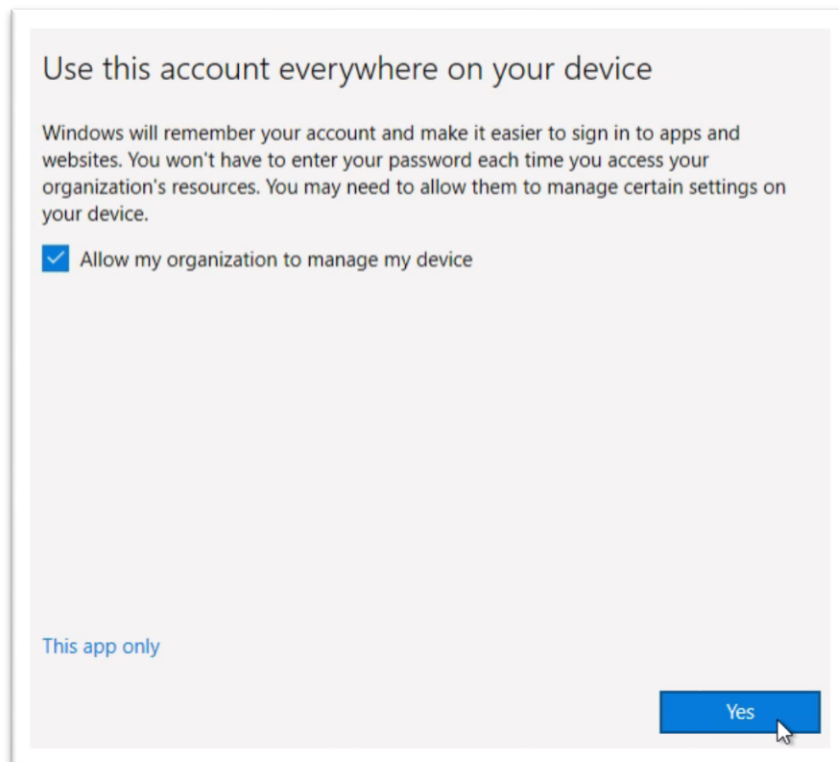 Use this account everywhere on your device
Windows will remember your account and make it easier to sign in to apps and
websites. You won't have to enter your password each time you access your
organization's resources. You may need to allow them to manage certain settings on
your device.
Allow my organization to manage my device
This app only
Yes